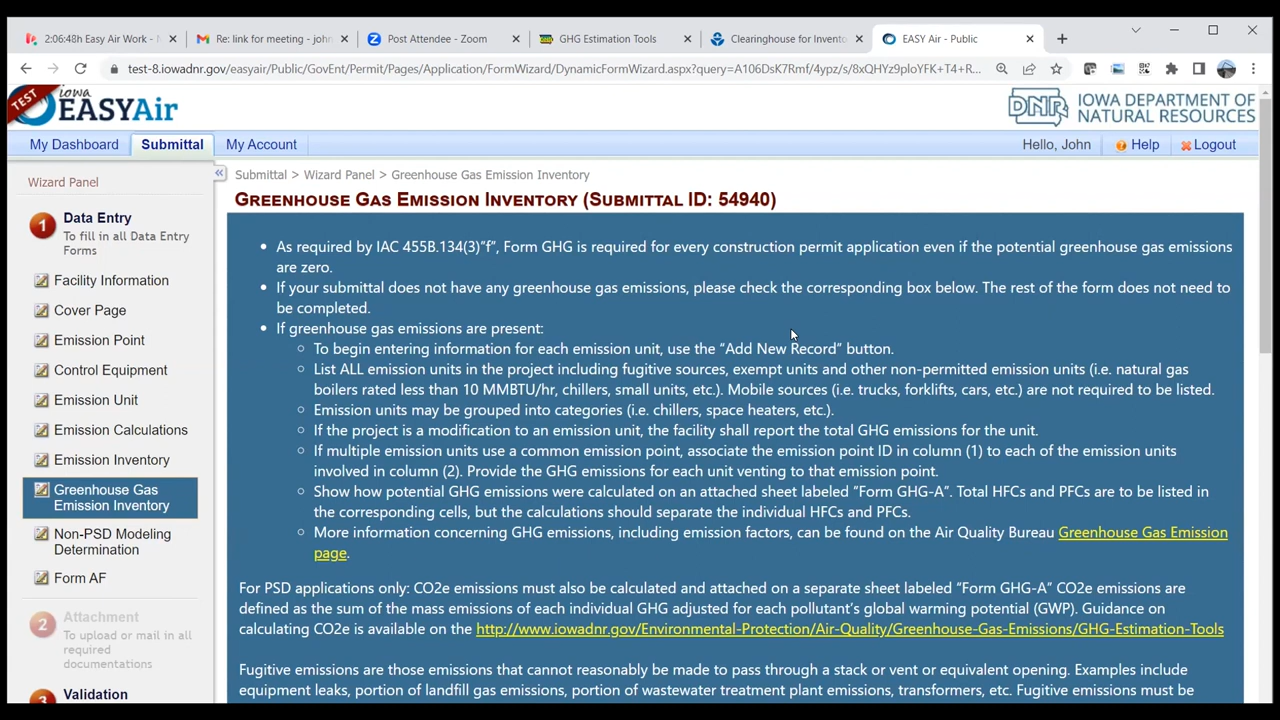 2:06:48h Easy Air Work -
Re: link for meeting - john
Post Attendee - Zoom
GHG Estimation Tools
Clearinghouse for Invento
EASY Air - Public
test-8.iowadnr.gov/easyair/Public/GovEnt/Permit/Pages/Application/FormWizard/DynamicFormWizard.aspx?query=A106DsK7Rmf/4ypz/s/8xQHYz9ploYFK+T4+R...
TEST
iowa
EASYAir
DNR
IOWA DEPARTMENT OF
NATURAL RESOURCES
My Dashboard
Submittal
My Account
Hello, John
Help
Logout
Wizard Panel
1
Data Entry
To fill in all Data Entry
Forms
Facility Information
Cover Page
Emission Point
Control Equipment
Emission Unit
Emission Calculations
Emission Inventory
Greenhouse Gas
Emission Inventory
Non-PSD Modeling
Determination
Form AF
2
Attachment
To upload or mail in all
required
documentations
3
Validation
Submittal > Wizard Panel > Greenhouse Gas Emission Inventory
Greenhouse Gas Emission Inventory (Submittal ID: 54940)
• As required by IAC 455B.134(3)"f", Form GHG is required for every construction permit application even if the potential greenhouse gas emissions
are zero.
• If your submittal does not have any greenhouse gas emissions, please check the corresponding box below. The rest of the form does not need to
be completed.
• If greenhouse gas emissions are present:
○ To begin entering information for each emission unit, use the "Add New Record" button.
○ List ALL emission units in the project including fugitive sources, exempt units and other non-permitted emission units (i.e. natural gas
boilers rated less than 10 MMBTU/hr, chillers, small units, etc.). Mobile sources (i.e. trucks, forklifts, cars, etc.) are not required to be listed.
○ Emission units may be grouped into categories (i.e. chillers, space heaters, etc.).
○ If the project is a modification to an emission unit, the facility shall report the total GHG emissions for the unit.
○ If multiple emission units use a common emission point, associate the emission point ID in column (1) to each of the emission units
involved in column (2). Provide the GHG emissions for each unit venting to that emission point.
○ Show how potential GHG emissions were calculated on an attached sheet labeled "Form GHG-A". Total HFCs and PFCs are to be listed in
the corresponding cells, but the calculations should separate the individual HFCs and PFCs.
○ More information concerning GHG emissions, including emission factors, can be found on the Air Quality Bureau Greenhouse Gas Emission
page.
For PSD applications only: CO2e emissions must also be calculated and attached on a separate sheet labeled "Form GHG-A" CO2e emissions are
defined as the sum of the mass emissions of each individual GHG adjusted for each pollutant's global warming potential (GWP). Guidance on
calculating CO2e is available on the http://www.iowadnr.gov/Environmental-Protection/Air-Quality/Greenhouse-Gas-Emissions/GHG-Estimation-Tools
Fugitive emissions are those emissions that cannot reasonably be made to pass through a stack or vent or equivalent opening. Examples include
equipment leaks, portion of landfill gas emissions, portion of wastewater treatment plant emissions, transformers, etc. Fugitive emissions must be